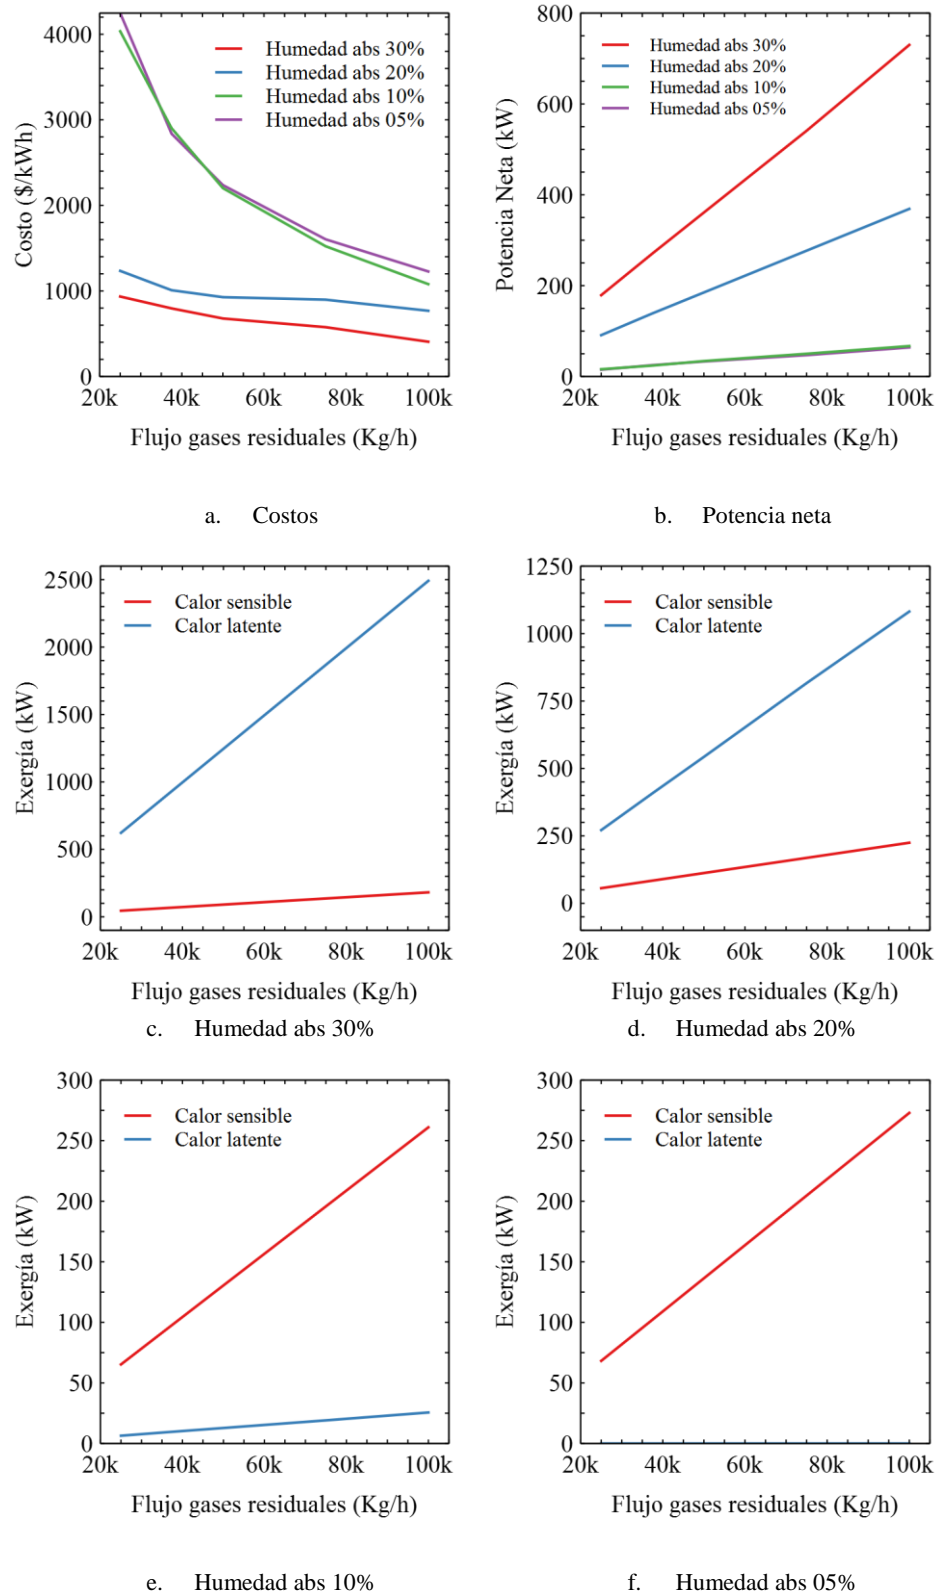 4000
3000
2000
1000
0
Costo ($/kWh)
Humedad abs 30%
Humedad abs 20%
Humedad abs 10%
Humedad abs 05%
20k 40k 60k 80k 100k
Flujo gases residuales (Kg/h)
a. Costos
800
600
400
200
0
Potencia Neta (kW)
Humedad abs 30%
Humedad abs 20%
Humedad abs 10%
Humedad abs 05%
20k 40k 60k 80k 100k
Flujo gases residuales (Kg/h)
b. Potencia neta
2500
2000
1500
1000
500
0
Exergía (kW)
Calor sensible
Calor latente
20k 40k 60k 80k 100k
Flujo gases residuales (Kg/h)
c. Humedad abs 30%
1250
1000
750
500
250
0
Exergía (kW)
Calor sensible
Calor latente
20k 40k 60k 80k 100k
Flujo gases residuales (Kg/h)
d. Humedad abs 20%
300
250
200
150
100
50
0
Exergía (kW)
Calor sensible
Calor latente
20k 40k 60k 80k 100k
Flujo gases residuales (Kg/h)
e. Humedad abs 10%
300
250
200
150
100
50
0
Exergía (kW)
Calor sensible
Calor latente
20k 40k 60k 80k 100k
Flujo gases residuales (Kg/h)
f. Humedad abs 05%